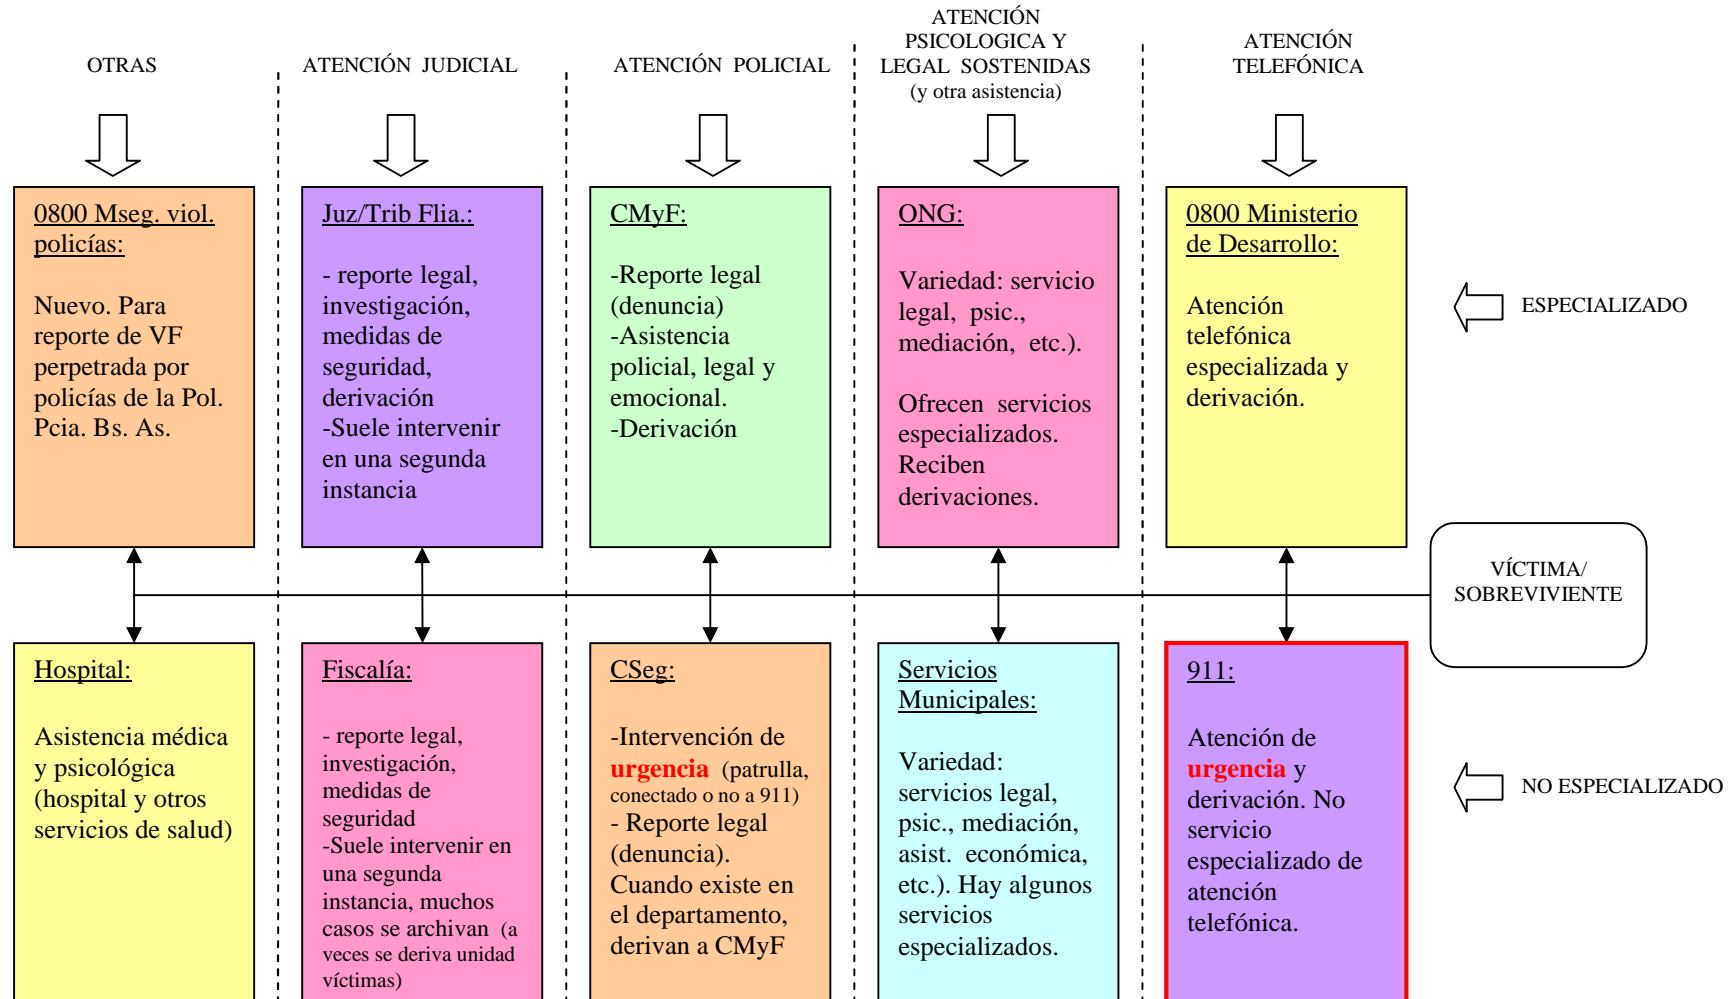 OTRAS
ATENCIÓN JUDICIAL
ATENCIÓN POLICIAL
ATENCIÓN
PSICOLOGICA Y
LEGAL SOSTENIDAS
(y otra asistencia)
ATENCIÓN
TELEFÓNICA
0800 Mseg. viol.
policías:
Nuevo. Para
reporte de VF
perpetrada por
policías de la Pol.
Pcia. Bs. As.
Juz/Trib Flia.:
- reporte legal,
investigación,
medidas de
seguridad,
derivación
-Suele intervenir
en una segunda
instancia
CMyF:
-Reporte legal
(denuncia)
-Asistencia
policial, legal y
emocional.
-Derivación
ONG:
Variedad: servicio
legal, psic.,
mediación, etc.).
Ofrecen servicios
especializados.
Reciben
derivaciones.
0800 Ministerio
de Desarrollo:
Atención
telefónica
especializada y
derivación.
ESPECIALIZADO
VÍCTIMA/
SOBREVIVIENTE
Hospital:
Asistencia médica
y psicológica
(hospital y otros
servicios de salud)
Fiscalía:
- reporte legal,
investigación,
medidas de
seguridad
-Suele intervenir en
una segunda
instancia, muchos
casos se archivan (a
veces se deriva unidad
víctimas)
CSeg:
-Intervención de
urgencia (patrulla,
conectado o no a 911)
- Reporte legal
(denuncia).
Cuando existe en
el departamento,
derivan a CMyF
Servicios
Municipales:
Variedad:
servicios legal,
psic., mediación,
asist. económica,
etc.). Hay algunos
servicios
especializados.
911:
Atención de
urgencia y
derivación. No
servicio
especializado de
atención
telefónica.
NO ESPECIALIZADO